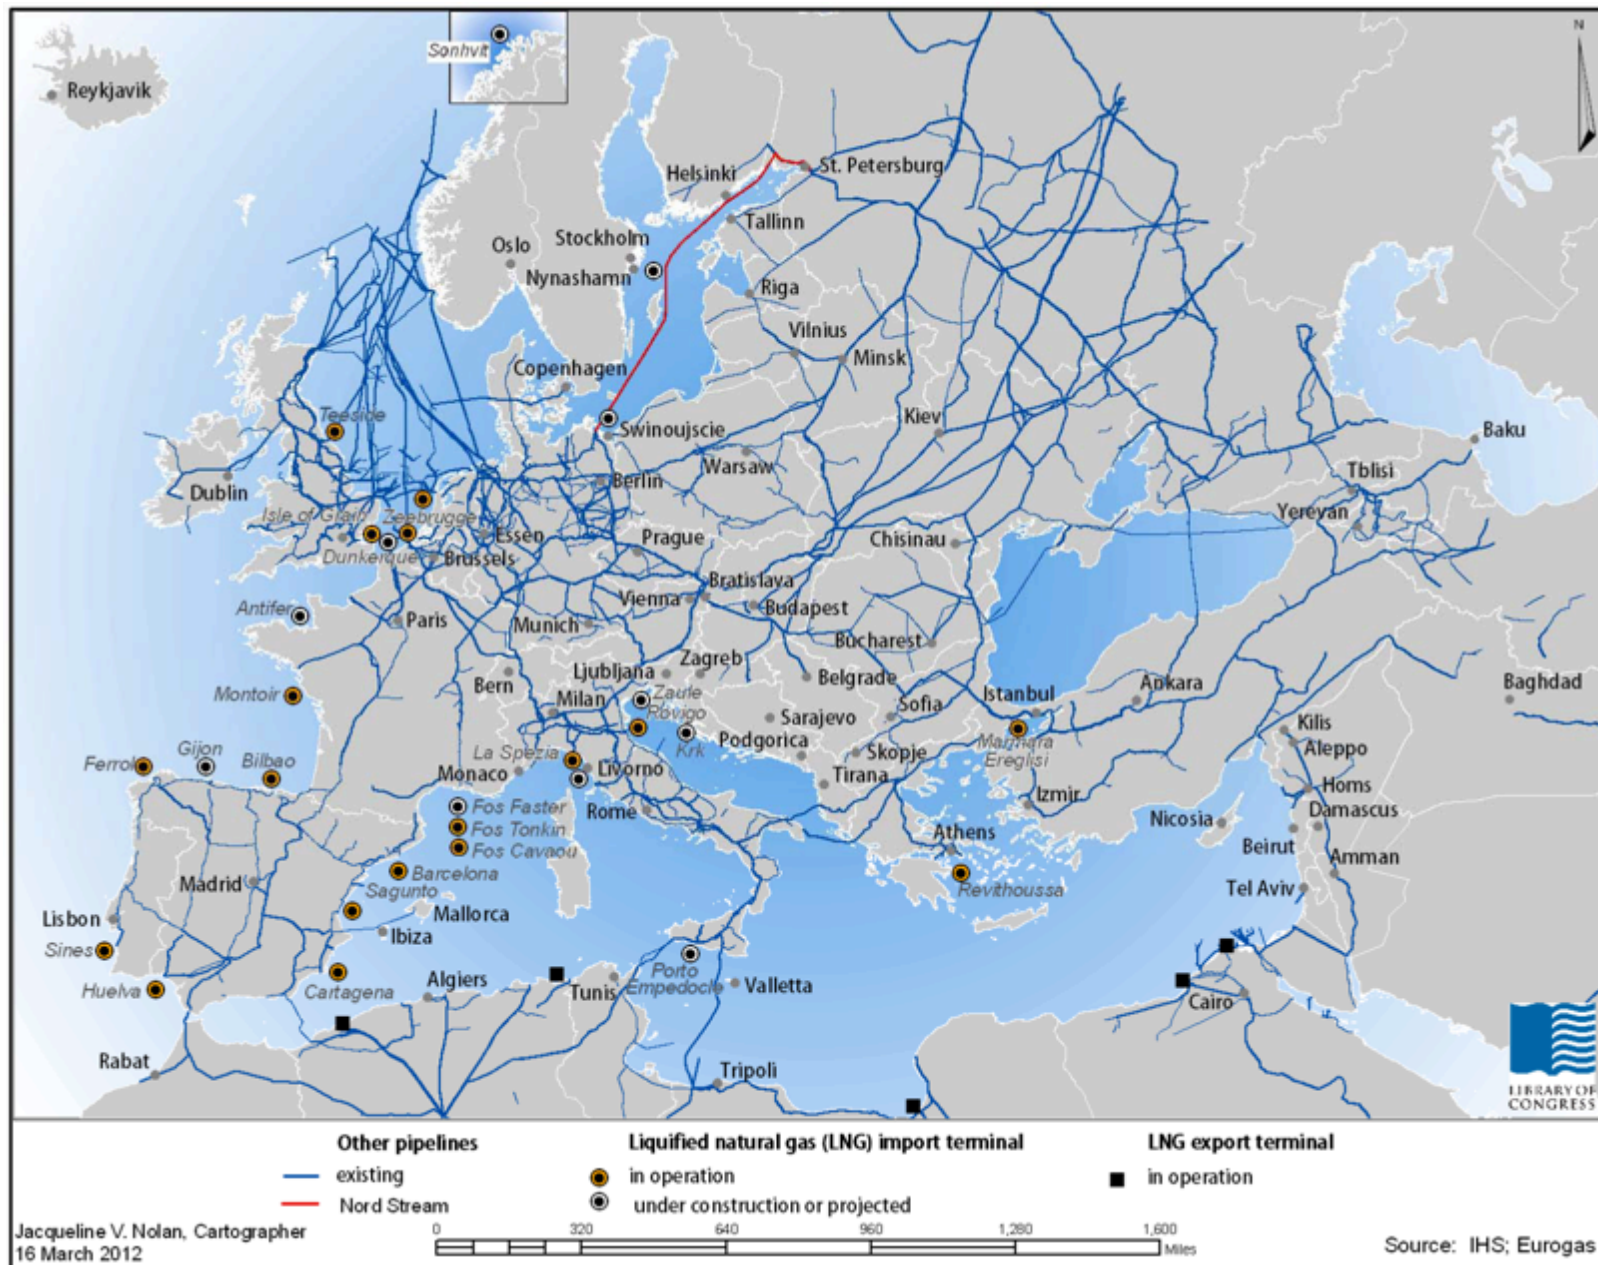 Sonhvit
Reykjavik
Helsinki
St. Petersburg
Tallinn
Oslo
Stockholm
Nynashamn
Riga
Vilnius
Minsk
Copenhagen
Teeside
Swinoujscie
Kiev
Baku
Warsaw
Berlin
Tblisi
Dublin
Isle of Grain
Zeebrugge
Yereyan
Essen
Prague
Chisinau
Dunkerque
Brussels
Bratislava
Vienna
Budapest
Antifer
Paris
Munich
Bucharest
Ljubljana
Zagreb
Bern
Belgrade
Ankara
Baghdad
Montoir
Milan
Zaule
Rovigo
Sarajevo
Sofia
Istanbul
Kilis
Krk
Podgorica
Skopje
Marmara
Ereglisi
Aleppo
Ferrol
Gijon
Bilbao
La Spezia
Monaco
Livorno
Tirana
Homs
Izmir
Fos Faster
Rome
Damascus
Nicosia
Fos Tonkin
Athens
Fos Cavaou
Beirut
Amman
Barcelona
Madrid
Sagunto
Revithoussa
Tel Aviv
Lisbon
Mallorca
Ibiza
Sines
Porto
Empedocle
Huelva
Cartagena
Algiers
Tunis
Valletta
Cairo
Rabat
Tripoli
N
LIBRARY OF
CONGRESS
Other pipelines
existing
Nord Stream
Liquified natural gas (LNG) import terminal
in operation
under construction or projected
LNG export terminal
in operation
Jacqueline V. Nolan, Cartographer
16 March 2012
0 320 640 960 1,280 1,600
Miles
Source: IHS; Eurogas